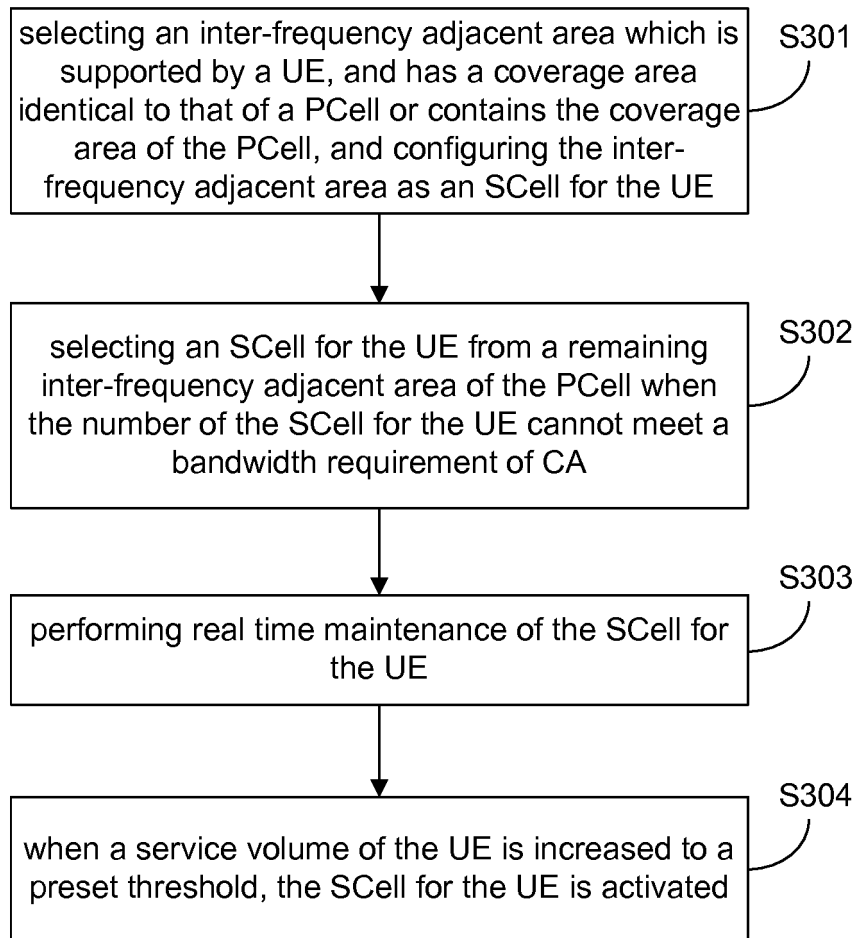 selecting an inter-frequency adjacent area which is
supported by a UE, and has a coverage area
identical to that of a PCell or contains the coverage
area of the PCell, and configuring the inter-
frequency adjacent area as an SCell for the UE
S301
selecting an SCell for the UE from a remaining
inter-frequency adjacent area of the PCell when
the number of the SCell for the UE cannot meet a
bandwidth requirement of CA
S302
performing real time maintenance of the SCell for
the UE
S303
when a service volume of the UE is increased to a
preset threshold, the SCell for the UE is activated
S304